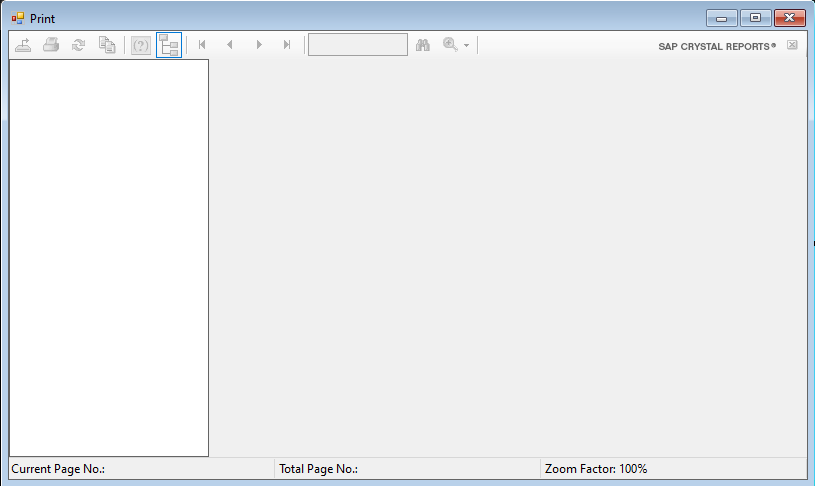 Print
(?)
SAP CRYSTAL REPORTS®
Current Page No.:
Total Page No.:
Zoom Factor: 100%